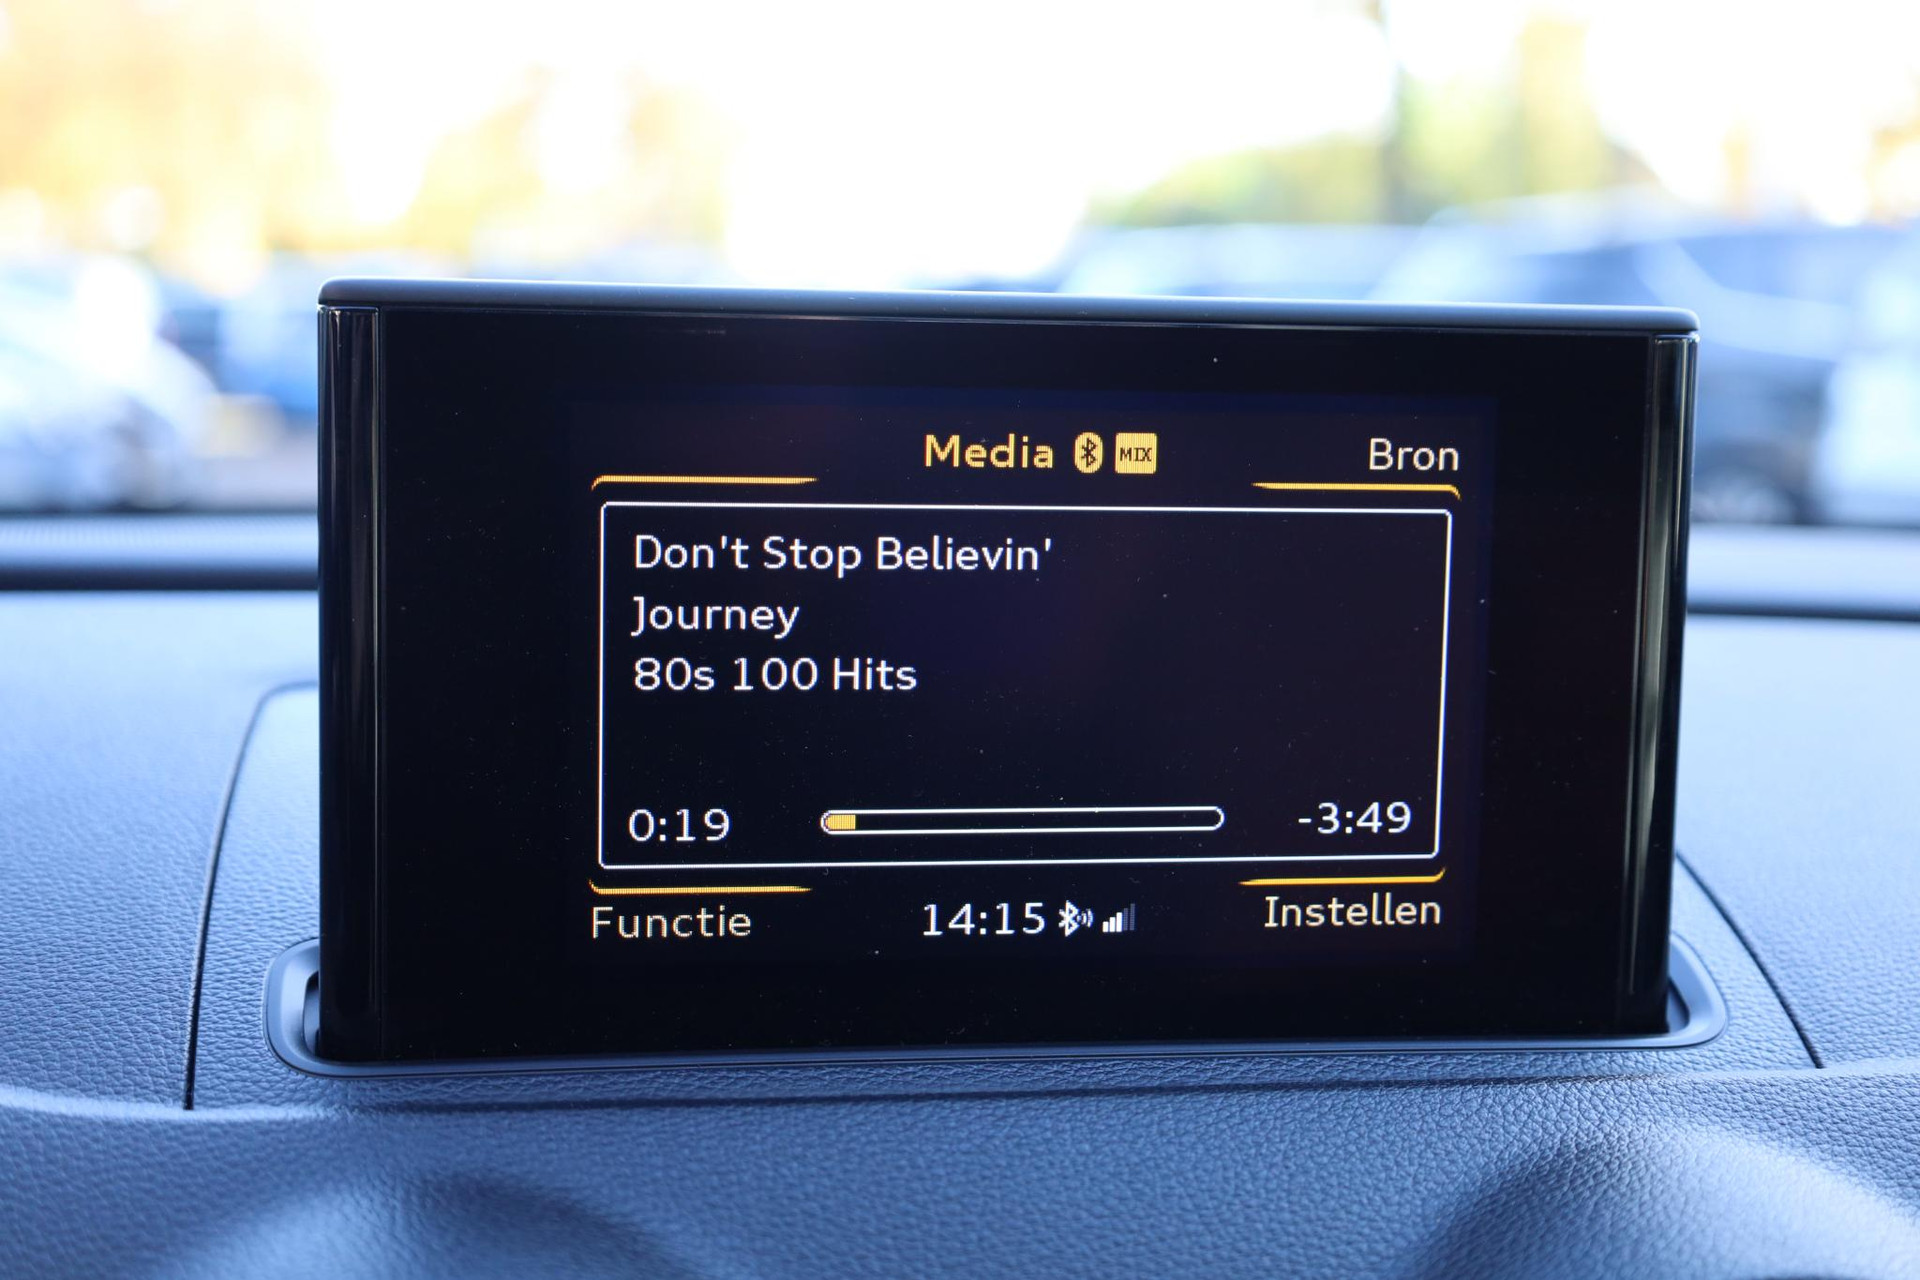 Media MIX Bron
Don't Stop Believin'
Journey
80s 100 Hits
0:19 -3:49
Functie 14:15 Instellen